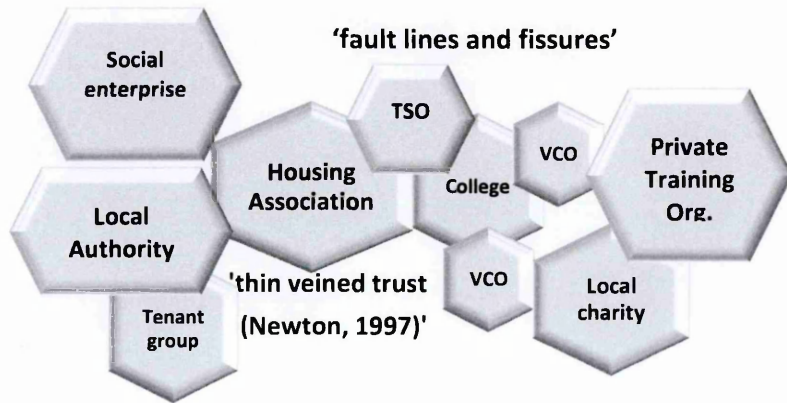 Social
enterprise
‘fault lines and fissures’
TSO
VCO
Private
Training
Org.
Housing
Association
College
Local
Authority
'thin veined trust
(Newton, 1997)'
VCO
Local
charity
Tenant
group